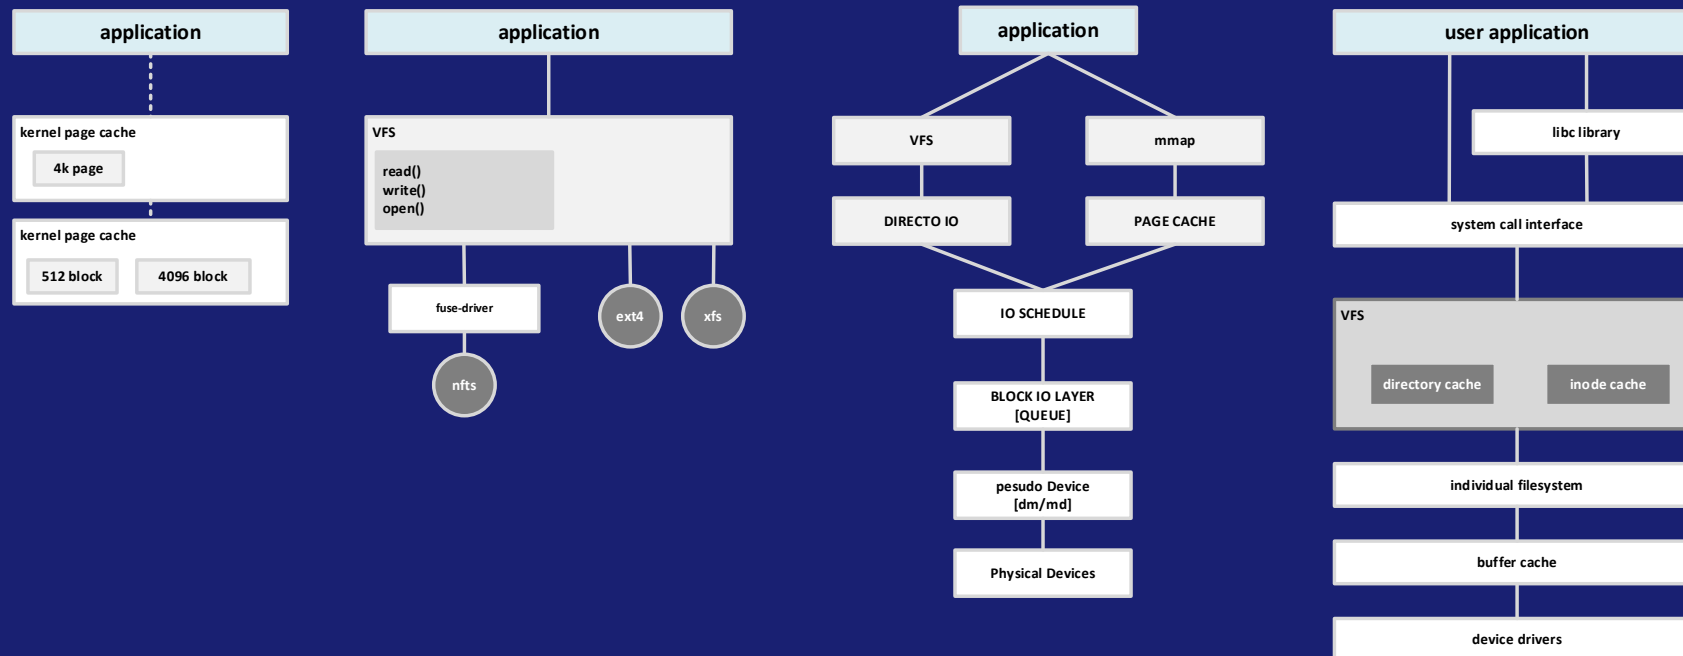 application
kernel page cache
4k page
kernel page cache
512 block
4096 block
application
VFS
read()
write()
open()
fuse-driver
ext4
xfs
nfts
application
VFS
mmap
DIRECTO IO
PAGE CACHE
IO SCHEDULE
BLOCK IO LAYER
[QUEUE]
pesudo Device
[dm/md]
Physical Devices
user application
libc library
system call interface
VFS
directory cache
inode cache
individual filesystem
buffer cache
device drivers